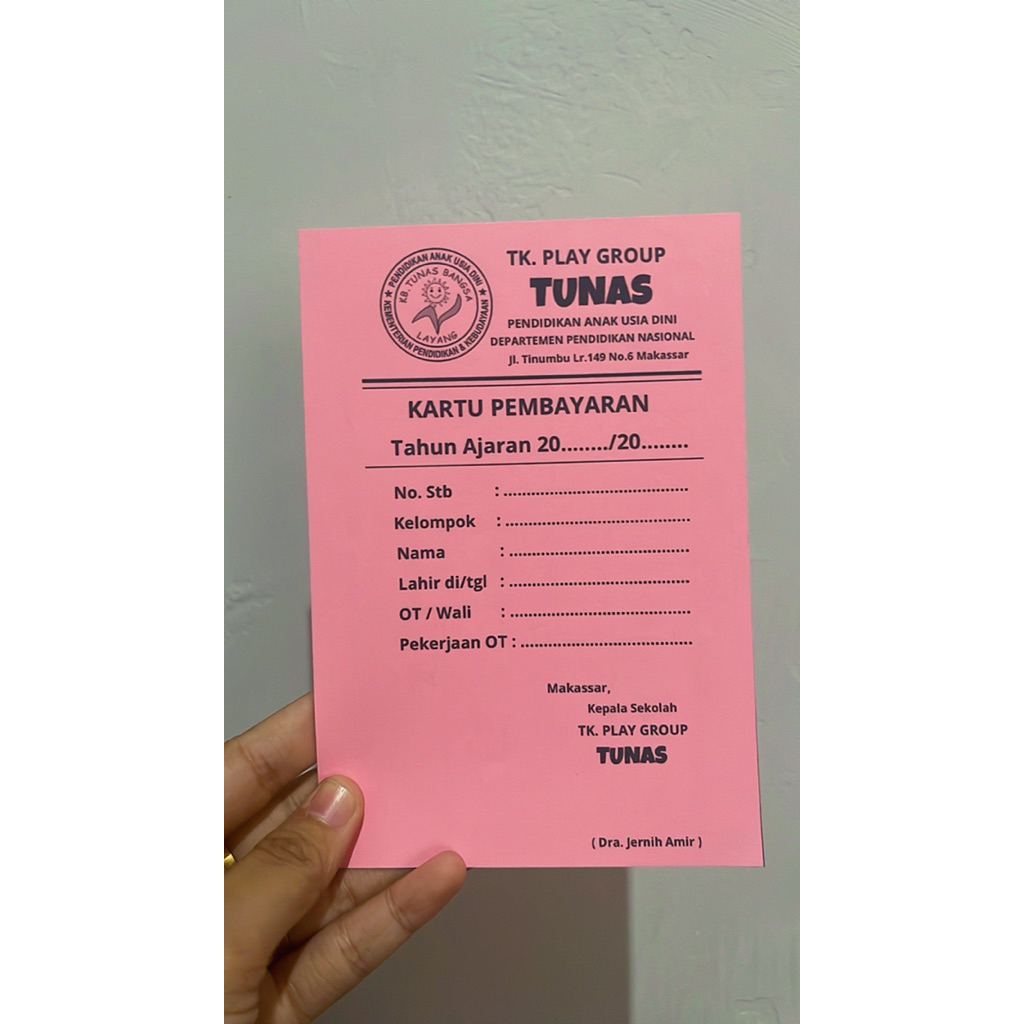 PENDIDIKAN ANAK USIA DINI
KB. TUNAS BANGSA
LAYANG
KEMENTERIAN PENDIDIKAN & KEBUDAYAAN
TK. PLAY GROUP
TUNAS
PENDIDIKAN ANAK USIA DINI
DEPARTEMEN PENDIDIKAN NASIONAL
Jl. Tinumbu Lr.149 No.6 Makassar
KARTU PEMBAYARAN
Tahun Ajaran 20......../20........
No. Stb : ........................................
Kelompok : ........................................
Nama : .......................................
Lahir di/tgl : .......................................
OT / Wali : .......................................
Pekerjaan OT : .....................................
Makassar,
Kepala Sekolah
TK. PLAY GROUP
TUNAS
( Dra. Jernih Amir )